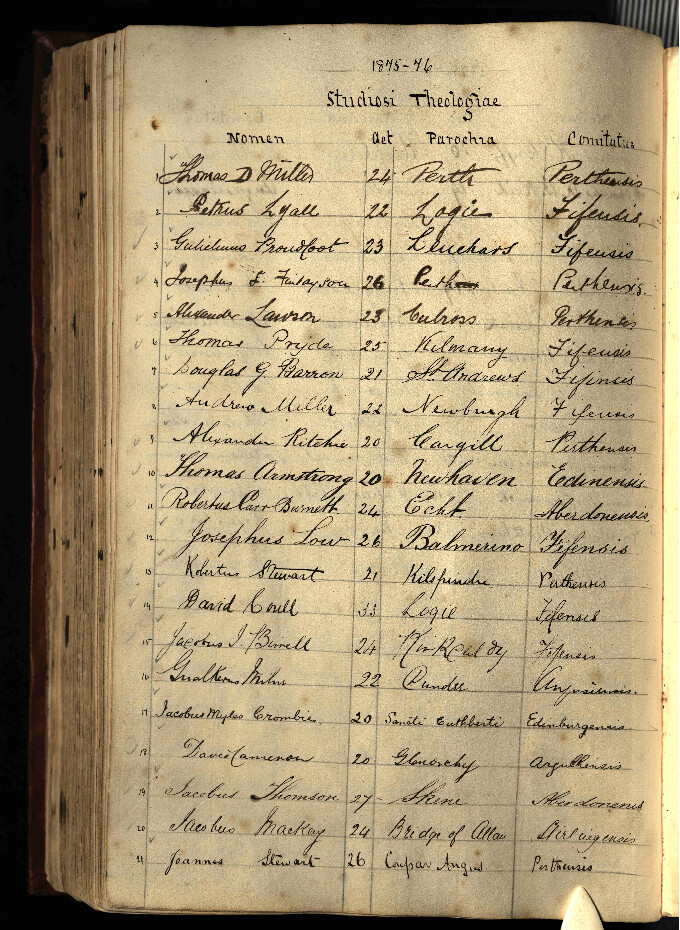 1875-76
Studiosi Theologiae
Nomen Aet Parochia Comitatus
1 Thomas D Miller 24 Perth Perthensis
2 Petrus Lyall 22 Logie Fifensis.
3 Gulielmus Proudfoot 23 Leuchars Fifensis
4 Josephus F. Finlayson 26 Perth Perthensis.
5 Alexander Lawson 23 Culross Perthensis
6 Thomas Pryde 25 Kilmany Fifensis
7 Douglas G. Barron 21 St. Andrews Fifensis
8 Andrew Miller 22 Newburgh Fifensis
9 Alexander Ritchie 20 Cargill Perthensis
10 Thomas Armstrong 20 Newhaven Edinensis
11 Robertus Carr Burnett 24 Echt Aberdonensis.
12 Josephus Low 26 Balmerino Fifensis
13 Robertus Stewart 21 Kilspindie Perthensis
14 David Coull 33 Logie Fifensis
15 Jacobus J. Birrell 24 Kirkcaldy Fifensis
16 Gualterus Milne 22 Dundee
17 Jacobus Myles Crombie 20 Sancti Cuthberti Edinburgensis
18 David Cameron 20 Glenorchy
19 Jacobus Thomson 27 Skene Aberdonensis
20 Jacobus Mackay 24 Bridge of Allan Stirlingensis
21 Joannes Stewart 26 Coupar Angus Perthensis